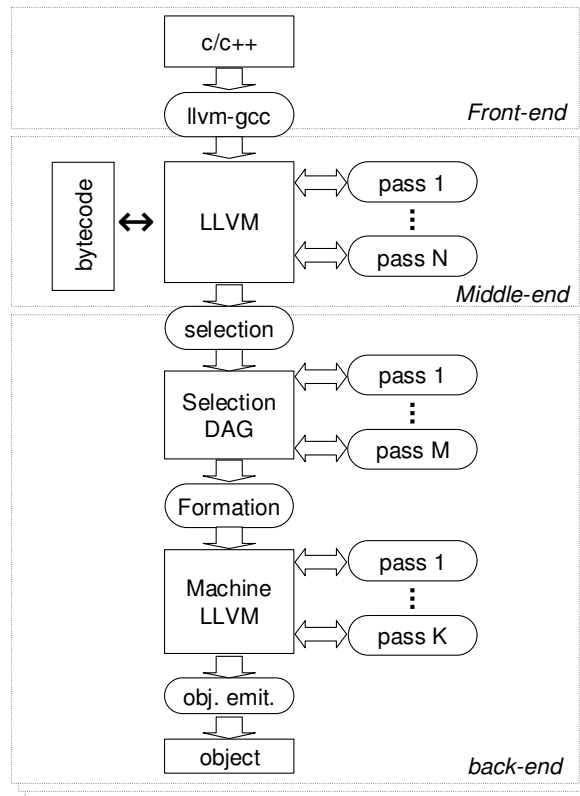 c/c++
llvm-gcc
Front-end
bytecode
LLVM
pass 1
pass N
Middle-end
selection
Selection
DAG
pass 1
pass M
Formation
Machine
LLVM
pass 1
pass K
obj. emit.
object
back-end